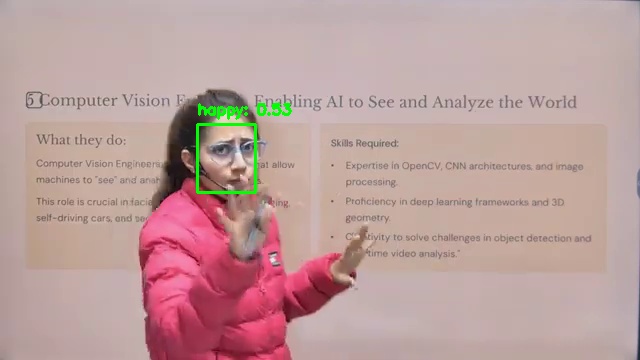 5 Computer Vision Enabling AI to See and Analyze the World
happy: 0.53
What they do:
Computer Vision allow
machines to "see" and
This role is crucial in
self-driving cars, and
Skills Required:
• Expertise in OpenCV, CNN architectures, and image
processing.
• Proficiency in deep learning frameworks and 3D
geometry.
• to solve challenges in object detection and
time video analysis."